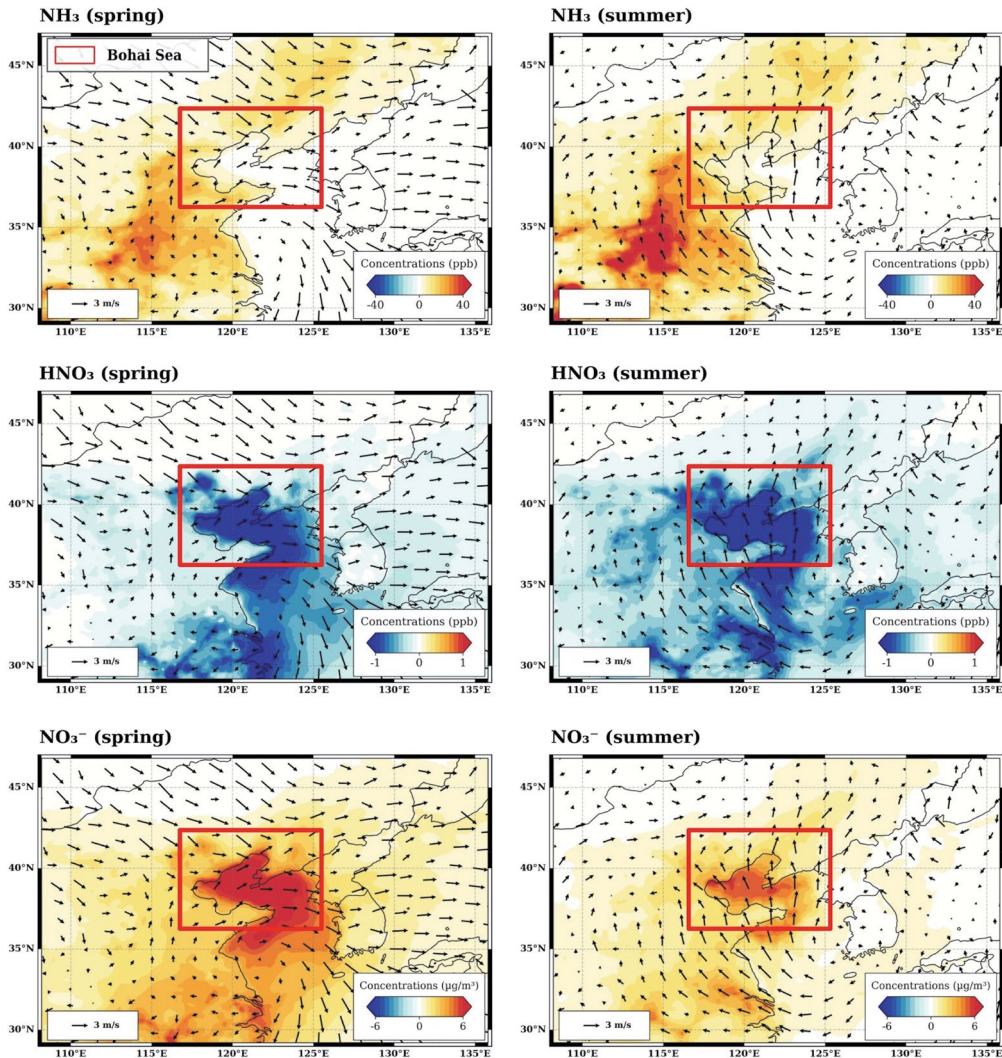 NH₃ (spring)
Bohai Sea
45°N
40°N
35°N
30°N
Concentrations (ppb)
-40 0 40
3 m/s
110°E 115°E 120°E 125°E 130°E 135°E
NH₃ (summer)
45°N
40°N
35°N
30°N
Concentrations (ppb)
-40 0 40
3 m/s
110°E 115°E 120°E 125°E 130°E 135°E
HNO₃ (spring)
45°N
40°N
35°N
30°N
Concentrations (ppb)
-1 0 1
3 m/s
110°E 115°E 120°E 125°E 130°E 135°E
HNO₃ (summer)
45°N
40°N
35°N
30°N
Concentrations (ppb)
-1 0 1
3 m/s
110°E 115°E 120°E 125°E 130°E 135°E
NO₃⁻ (spring)
45°N
40°N
35°N
30°N
Concentrations (µg/m³)
-6 0 6
3 m/s
110°E 115°E 120°E 125°E 130°E 135°E
NO₃⁻ (summer)
45°N
40°N
35°N
30°N
Concentrations (µg/m³)
-6 0 6
3 m/s
110°E 115°E 120°E 125°E 130°E 135°E